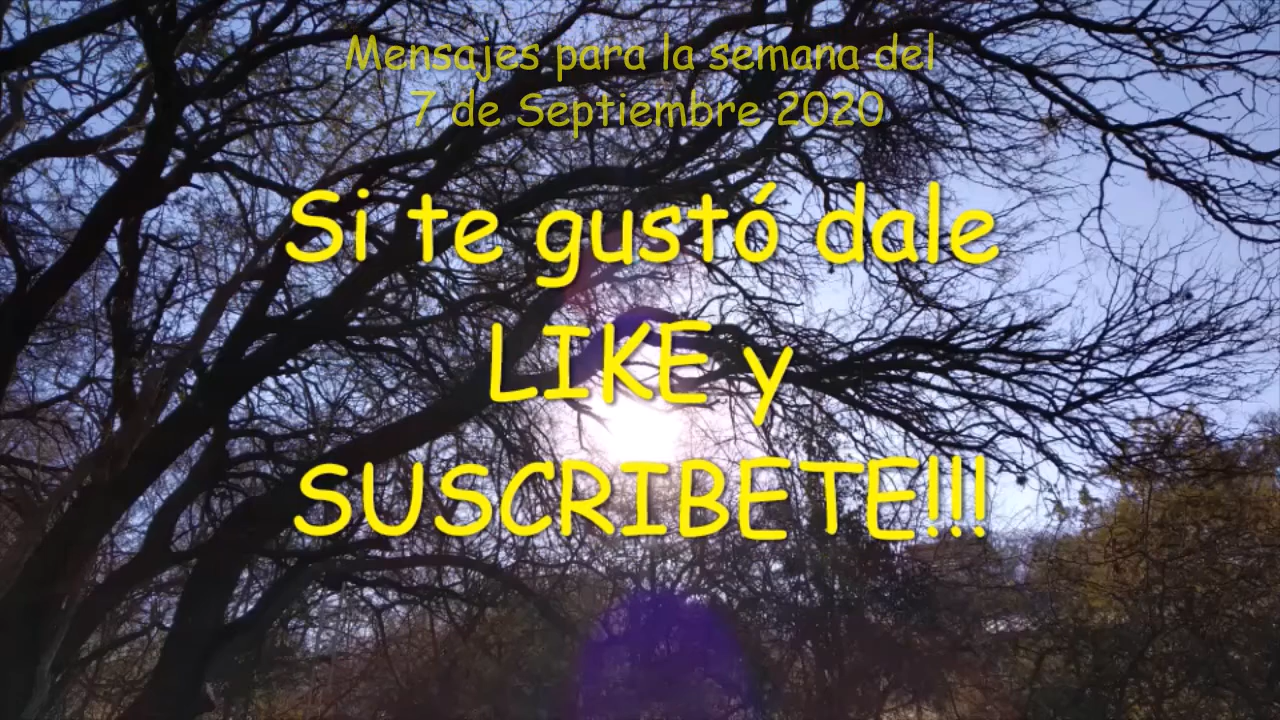 Mensajes para la semana del
7 de Septiembre 2020
Si te gustó dale
LIKE y
SUSCRIBETE!!!